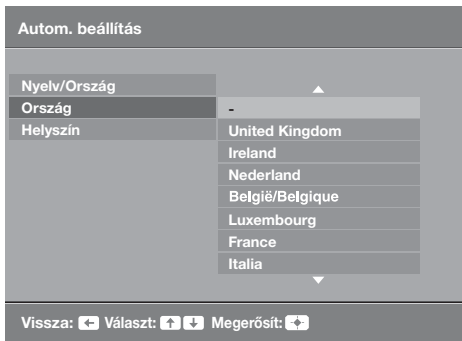 Autom. beállítás
Nyelv/Ország
Ország
Helyszín
-
United Kingdom
Ireland
Nederland
België/Belgique
Luxembourg
France
Italia
Vissza: Választ: Megerősít: